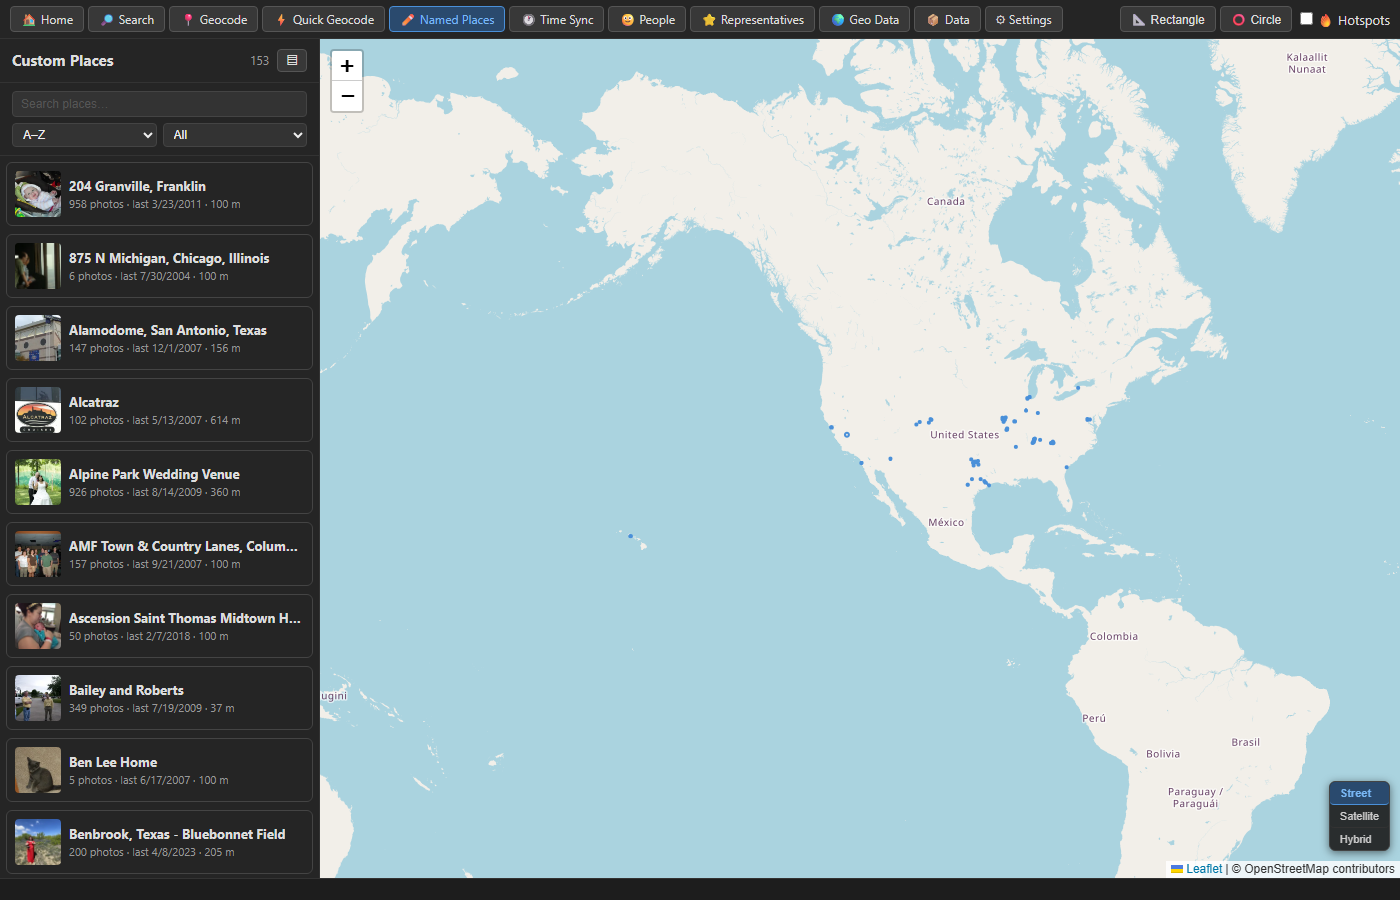 Home
Search
Geocode
Quick Geocode
Named Places
Time Sync
People
Representatives
Geo Data
Data
Settings
Rectangle
Circle
Hotspots
Custom Places
153
Search places...
A–Z
All
204 Granville, Franklin
958 photos · last 3/23/2011 · 100 m
875 N Michigan, Chicago, Illinois
6 photos · last 7/30/2004 · 100 m
Alamodome, San Antonio, Texas
147 photos · last 12/1/2007 · 156 m
Alcatraz
102 photos · last 5/13/2007 · 614 m
ALCATRAZ
CRUISES
Alpine Park Wedding Venue
926 photos · last 8/14/2009 · 360 m
AMF Town & Country Lanes, Colum...
157 photos · last 9/21/2007 · 100 m
Ascension Saint Thomas Midtown H...
50 photos · last 2/7/2018 · 100 m
Bailey and Roberts
349 photos · last 7/19/2009 · 37 m
Ben Lee Home
5 photos · last 6/17/2007 · 100 m
Benbrook, Texas - Bluebonnet Field
200 photos · last 4/8/2023 · 205 m
+
−
Kalaallit
Nunaat
Canada
United States
México
Colombia
ugini
Perú
Brasil
Bolivia
Paraguay /
Paraguái
Street
Satellite
Hybrid
Leaflet | © OpenStreetMap contributors